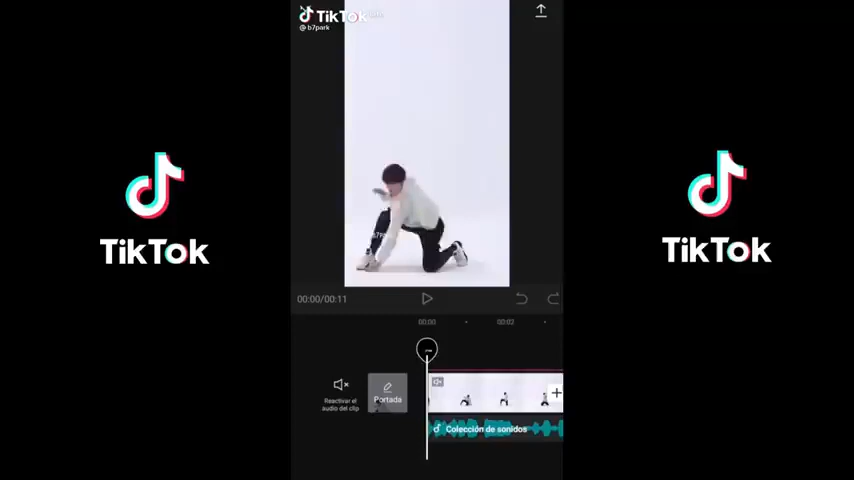 TikTok
@b7park
00:00/00:11
00:00
00:02
Reactivar el
audio del clip
Portada
Colección de sonidos
TikTok
TikTok